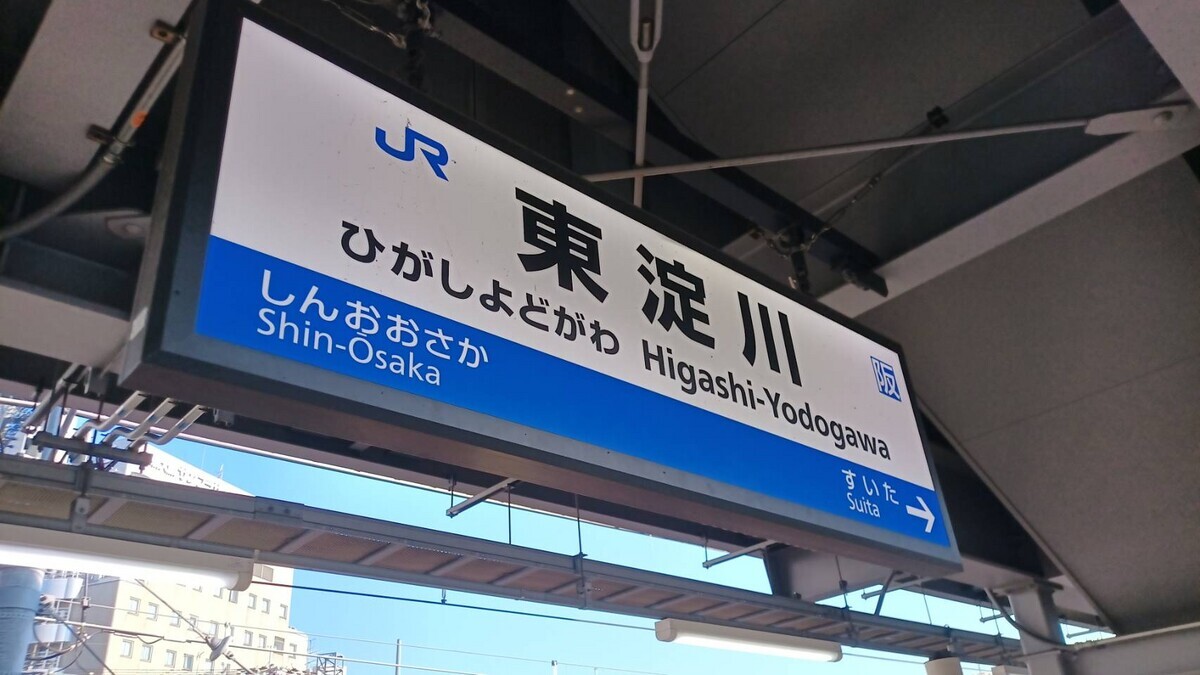 JR
東淀川
ひがしよどがわ Higashi-Yodogawa
阪
しんおおさか
Shin-Ōsaka
すいた
Suita